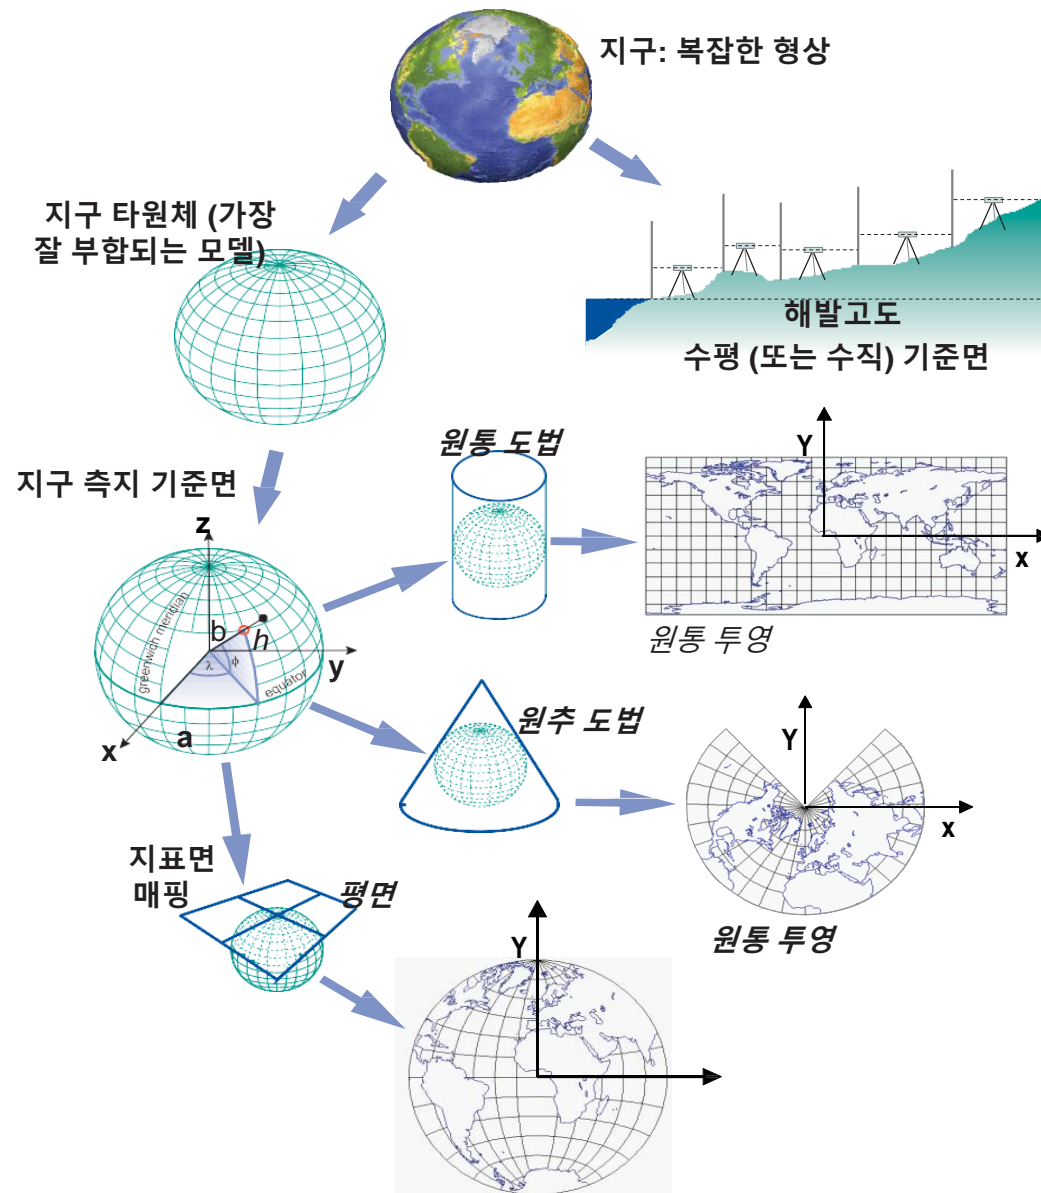 지구: 복잡한 형상
지구 타원체 (가장
잘 부합되는 모델)
해발고도
수평 (또는 수직) 기준면
지구 측지 기준면
원통 도법
Y
x
원통 투영
z
greenwich meridian
b
h
λ
φ
y
equator
x
a
원추 도법
Y
x
원통 투영
지표면
매핑
평면
Y